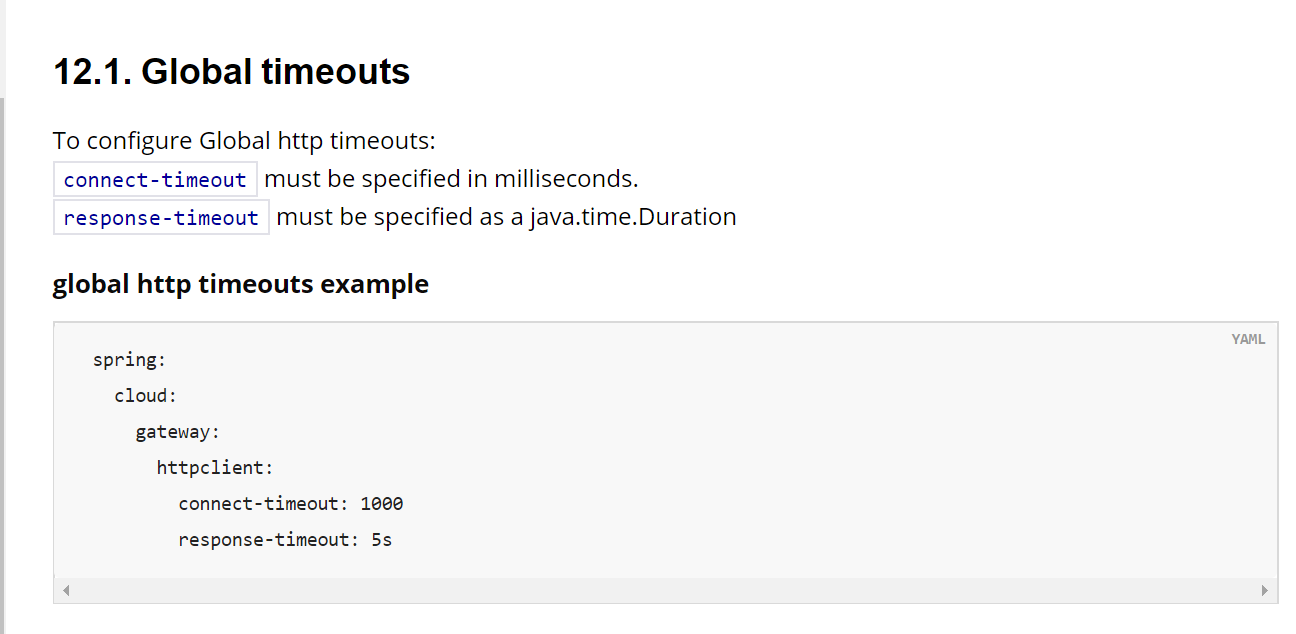 12.1. Global timeouts
To configure Global http timeouts:
connect-timeout must be specified in milliseconds.
response-timeout must be specified as a java.time.Duration
global http timeouts example
YAML
spring:
  cloud:
    gateway:
      httpclient:
        connect-timeout: 1000
        response-timeout: 5s